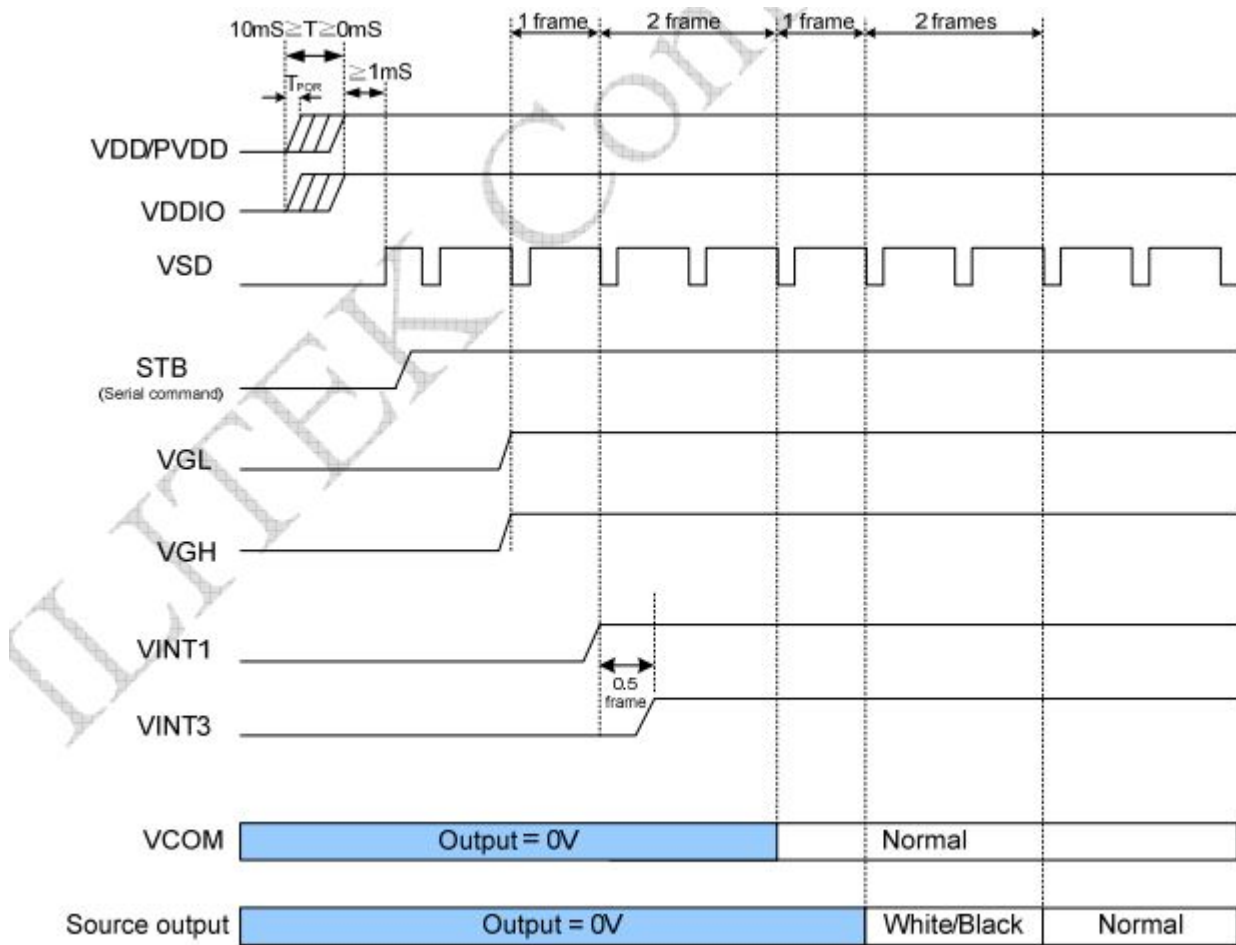 1 frame 2 frame 1 frame 2 frames
10mS≧T≧0mS
≧1mS
TPOR
VDD/PVDD
VDDIO
VSD
STB
(Serial command)
VGL
VGH
VINT1
0.5
frame
VINT3
VCOM Output = 0V Normal
Source output Output = 0V White/Black Normal
ILITEK Con